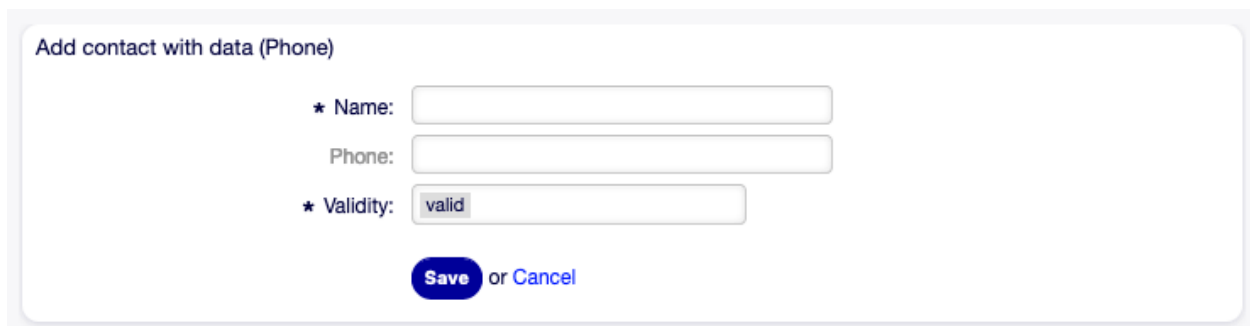 Add contact with data (Phone)
* Name:
Phone:
* Validity: valid
Save or Cancel